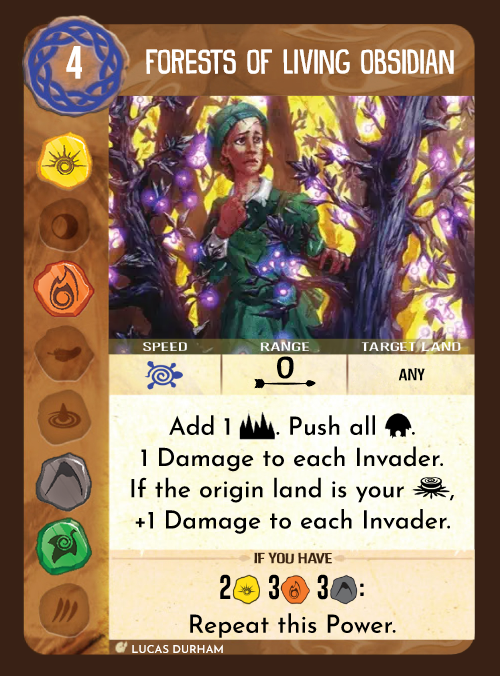 4 FORESTS OF LIVING OBSIDIAN
SPEED RANGE TARGET LAND
0 ANY
Add 1 . Push all .
1 Damage to each Invader.
If the origin land is your ,
+1 Damage to each Invader.
IF YOU HAVE
2 3 3 :
Repeat this Power.
LUCAS DURHAM